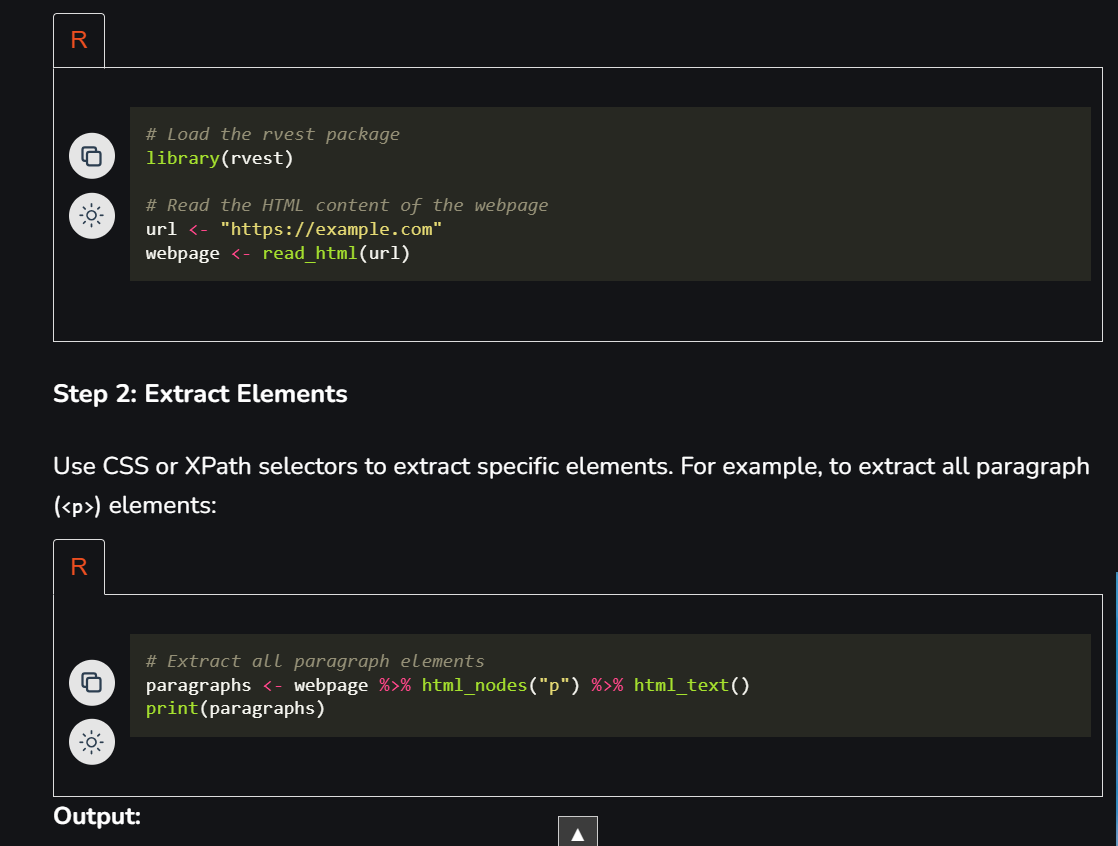 R
# Load the rvest package
library(rvest)
# Read the HTML content of the webpage
url <- "https://example.com"
webpage <- read_html(url)
Step 2: Extract Elements
Use CSS or XPath selectors to extract specific elements. For example, to extract all paragraph
(<p>) elements:
R
# Extract all paragraph elements
paragraphs <- webpage %>% html_nodes("p") %>% html_text()
print(paragraphs)
Output: